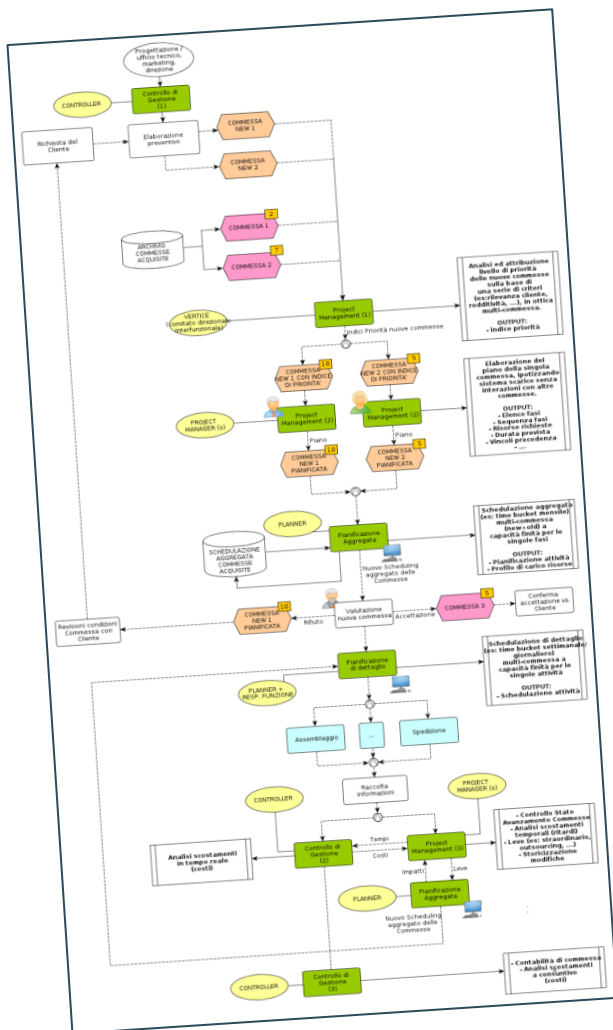 Progettazione /
ufficio tecnico,
marketing,
direzione
CONTROLLER
Controllo di
Gestione
(1)
Richiesta del
Cliente
Elaborazione
preventivo
COMMESSA
NEW 1
COMMESSA
NEW 2
ARCHIVIO
COMMESSE
ACQUISITE
2
COMMESSA 1
7
COMMESSA 2
VERTICE
(comitato direzionale
interfunzionale)
Project
Management (1)
Analisi ed attribuzione
livello di priorità
delle nuove commesse
sulla base di
una serie di criteri
(es:rilevanza cliente,
redditività, ...), in ottica
multi-commessa.
OUTPUT:
- Indice priorità
Indici Priorità nuove commesse
10
COMMESSA
NEW 1 CON INDICE
DI PRIORITA'
5
COMMESSA
NEW 2 CON INDICE
DI PRIORITA'
PROJECT
MANAGER (s)
Project
Management (2)
Project
Management (2)
Elaborazione del
piano della singola
commessa, ipotizzando
sistema scarico senza
interazioni con altre
commesse.
OUTPUT:
- Elenco fasi
- Sequenza fasi
- Risorse richieste
- Durata prevista
- Vincoli precedenza
- ...
Piano
Piano
10
COMMESSA
NEW 1
PIANIFICATA
5
COMMESSA
NEW 2
PIANIFICATA
PLANNER
SCHEDULAZIONE
AGGREGATA
COMMESSE
ACQUISITE
Pianificazione
Aggregata
Schedulazione aggregata
(es: time bucket mensile)
multi-commessa
(new+old) a
capacità finita per le
singole fasi
OUTPUT:
- Pianificazione attività
- Profilo di carico risorse
Nuovo Scheduling
aggregato delle
Commesse
Revisioni condizioni
Commessa con
Cliente
10
COMMESSA
NEW 1
PIANIFICATA
Rifiuto
Valutazione
nuova commessa
Accettazione
5
COMMESSA 3
Conferma
accettazione vs.
Cliente
PLANNER +
RESP. FUNZIONE
Pianificazione
di dettaglio
Schedulazione di dettaglio
(es: time bucket settimanale/
giornaliero)
multi-commessa a
capacità finita per le
singole attività
OUTPUT:
- Schedulazione attività
Assemblaggio
...
Spedizione
Raccolta
Informazioni
CONTROLLER
PROJECT
MANAGER (s)
Analisi scostamenti
in tempo reale
(costi)
Controllo di
Gestione
(2)
Tempi
Costi
Project
Management (3)
- Controllo Stato
Avanzamento Commesse
- Analisi scostamenti
temporali (ritardi)
- Leve (es: straordinario,
outsourcing, ...)
- Storicizzazione
modifiche
Impatti
Leve
PLANNER
Pianificazione
Aggregata
Nuovo Scheduling
aggregato delle
Commessa
CONTROLLER
Controllo di
Gestione
(3)
- Contabilità di commessa
- Analisi scostamenti
a consuntivo
(costi)